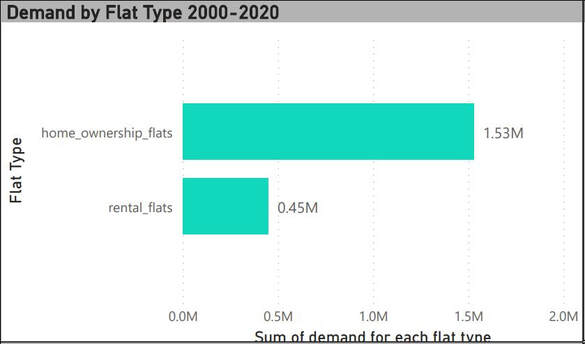 Demand by Flat Type 2000-2020
Flat Type
home_ownership_flats
1.53M
rental_flats
0.45M
0.0M 0.5M 1.0M 1.5M 2.0M
Sum of demand for each flat type